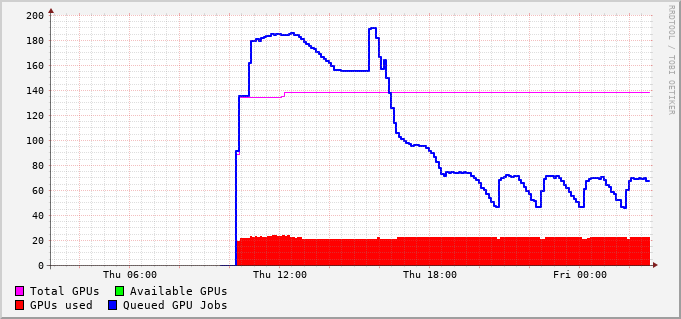 200
180
160
140
120
100
80
60
40
20
0
Thu 06:00 Thu 12:00 Thu 18:00 Fri 00:00
Total GPUs Available GPUs
GPUs used Queued GPU Jobs
RRDTOOL / TOBI OETIKER